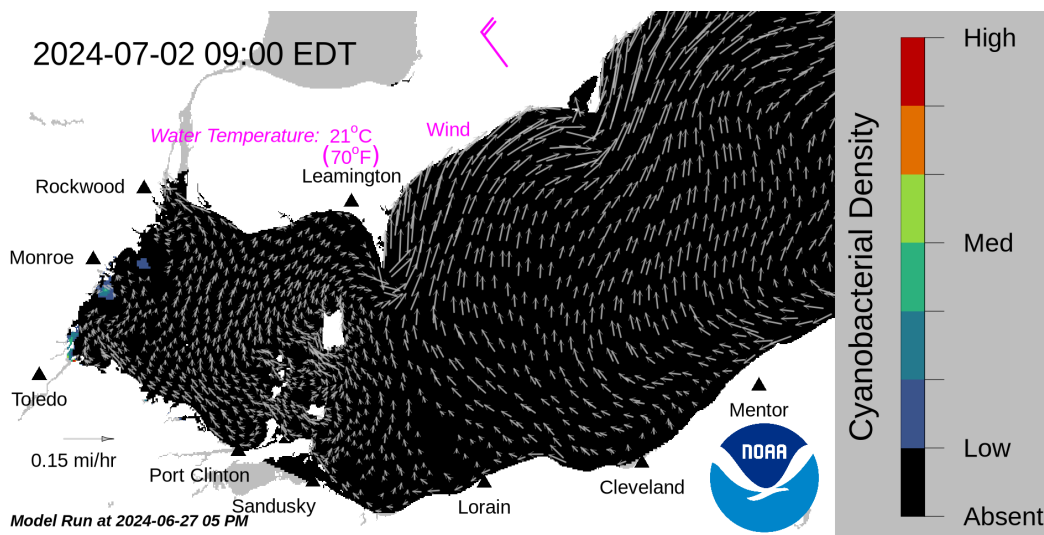 2024-07-02 09:00 EDT
Water Temperature: 21°C
(70°F)
Wind
Leamington
Rockwood
Monroe
Toledo
0.15 mi/hr
Port Clinton
Sandusky
Lorain
Cleveland
Mentor
NOAA
Model Run at 2024-06-27 05 PM
Cyanobacterial Density
High
Med
Low
Absent